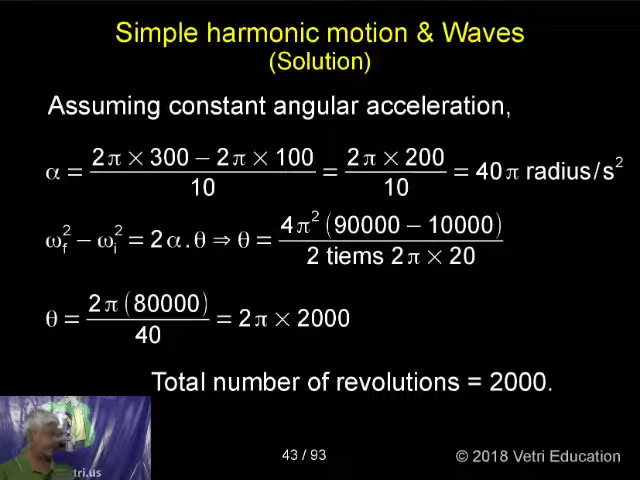 Simple harmonic motion & Waves
(Solution)
Assuming constant angular acceleration,
α = (2π × 300 − 2π × 100) / 10 = (2π × 200) / 10 = 40π radius/s²
ω_f² − ω_i² = 2α.θ ⇒ θ = 4π² (90000 − 10000) / 2 tiems 2π × 20
θ = 2π (80000) / 40 = 2π × 2000
Total number of revolutions = 2000.
tri.us
43 / 93
© 2018 Vetri Education